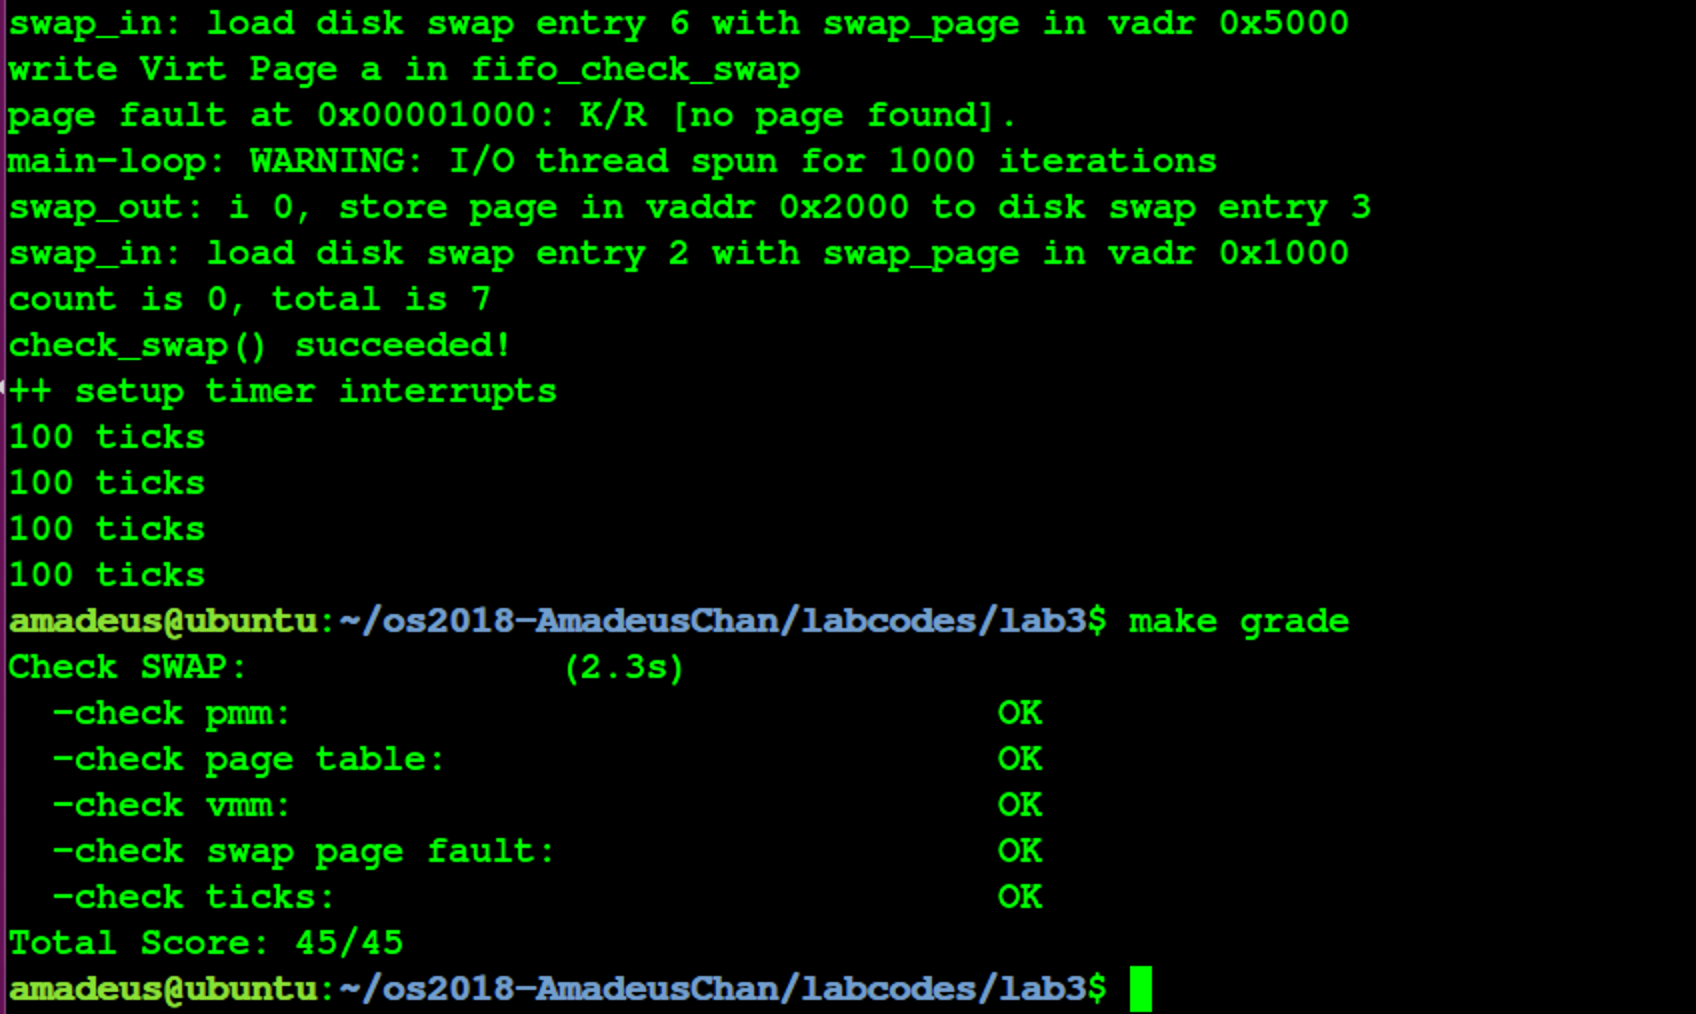 swap_in: load disk swap entry 6 with swap_page in vadr 0x5000
write Virt Page a in fifo_check_swap
page fault at 0x00001000: K/R [no page found].
main-loop: WARNING: I/O thread spun for 1000 iterations
swap_out: i 0, store page in vaddr 0x2000 to disk swap entry 3
swap_in: load disk swap entry 2 with swap_page in vadr 0x1000
count is 0, total is 7
check_swap() succeeded!
++ setup timer interrupts
100 ticks
100 ticks
100 ticks
100 ticks
amadeus@ubuntu:~/os2018-AmadeusChan/labcodes/lab3$ make grade
Check SWAP:               (2.3s)
  -check pmm:                                OK
  -check page table:                         OK
  -check vmm:                                OK
  -check swap page fault:                    OK
  -check ticks:                              OK
Total Score: 45/45
amadeus@ubuntu:~/os2018-AmadeusChan/labcodes/lab3$